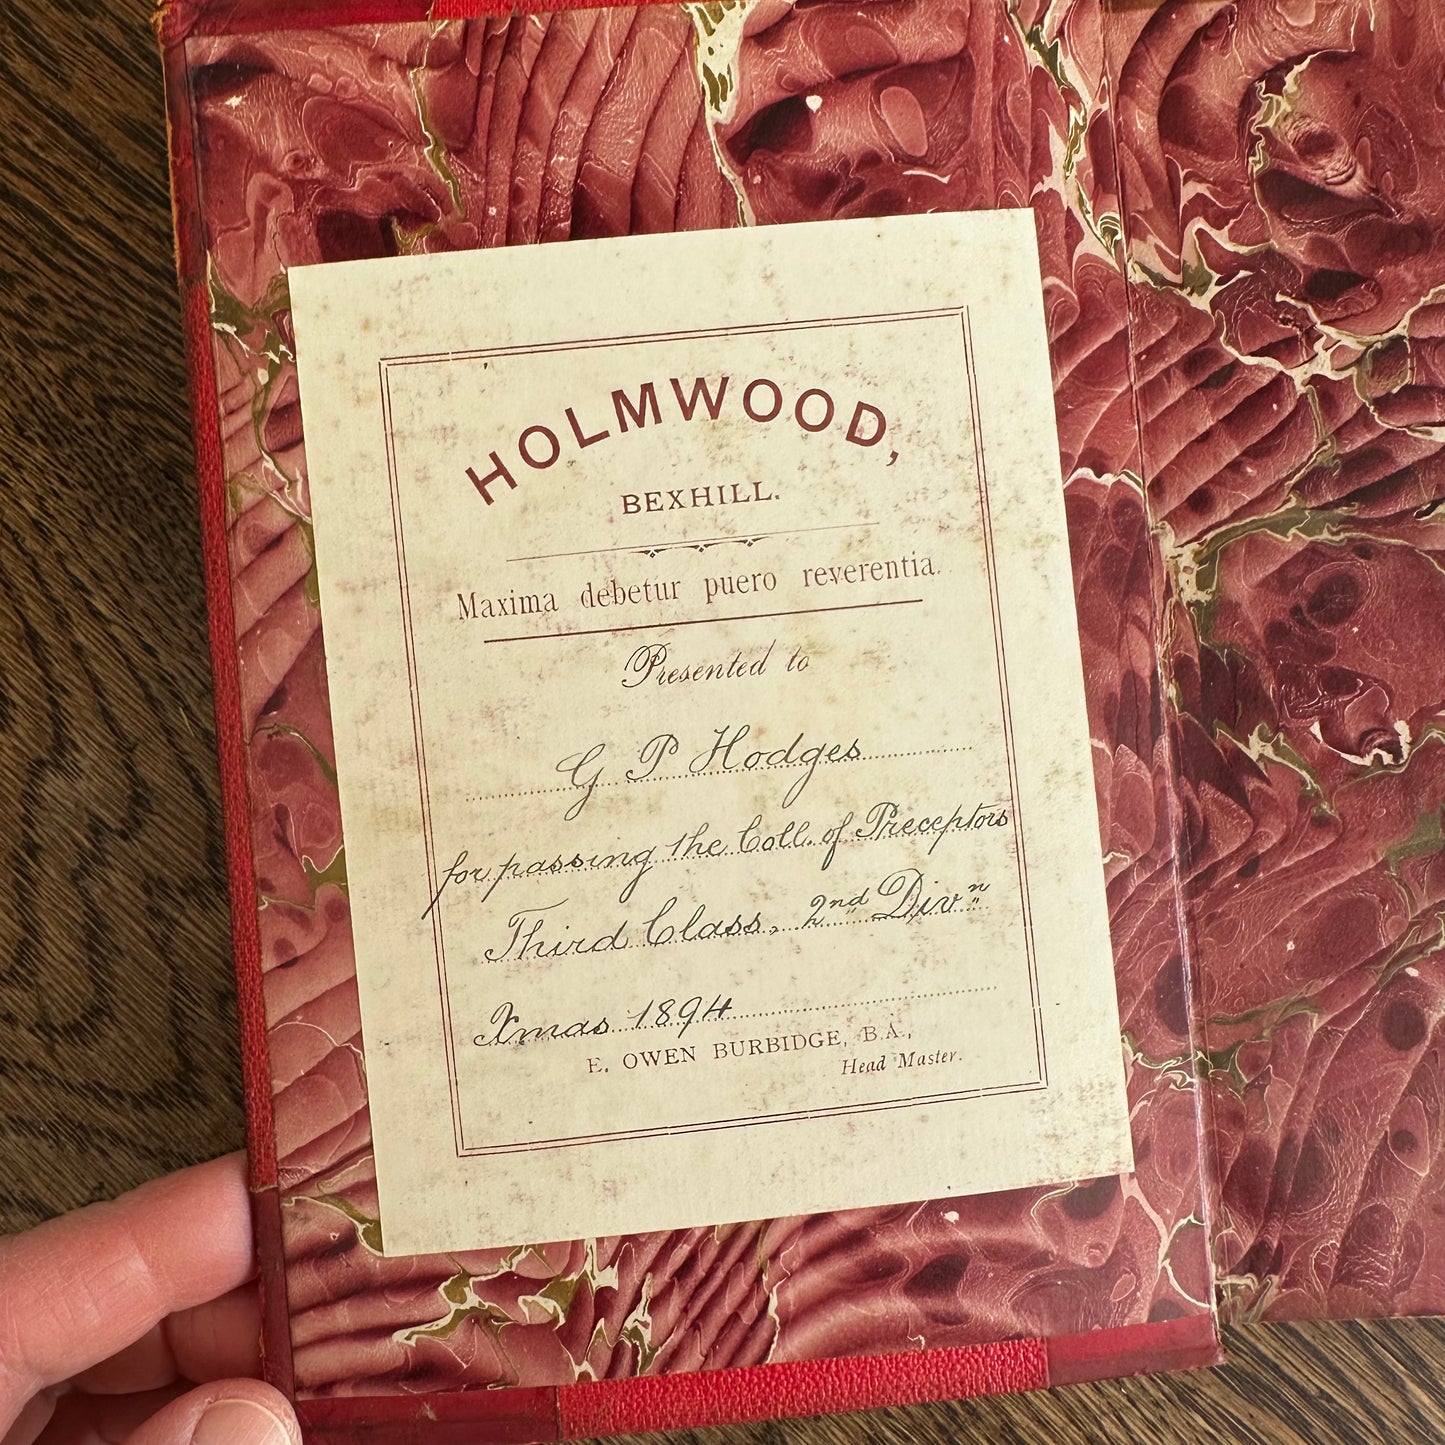 HOLMWOOD,
BEXHILL.
Maxima debetur puero reverentia.
Presented to
G P Hodges
for passing the Coll. of Preceptors
Third Class, 2nd Divn
Xmas 1894
E. OWEN BURBIDGE, B.A.,
Head Master.